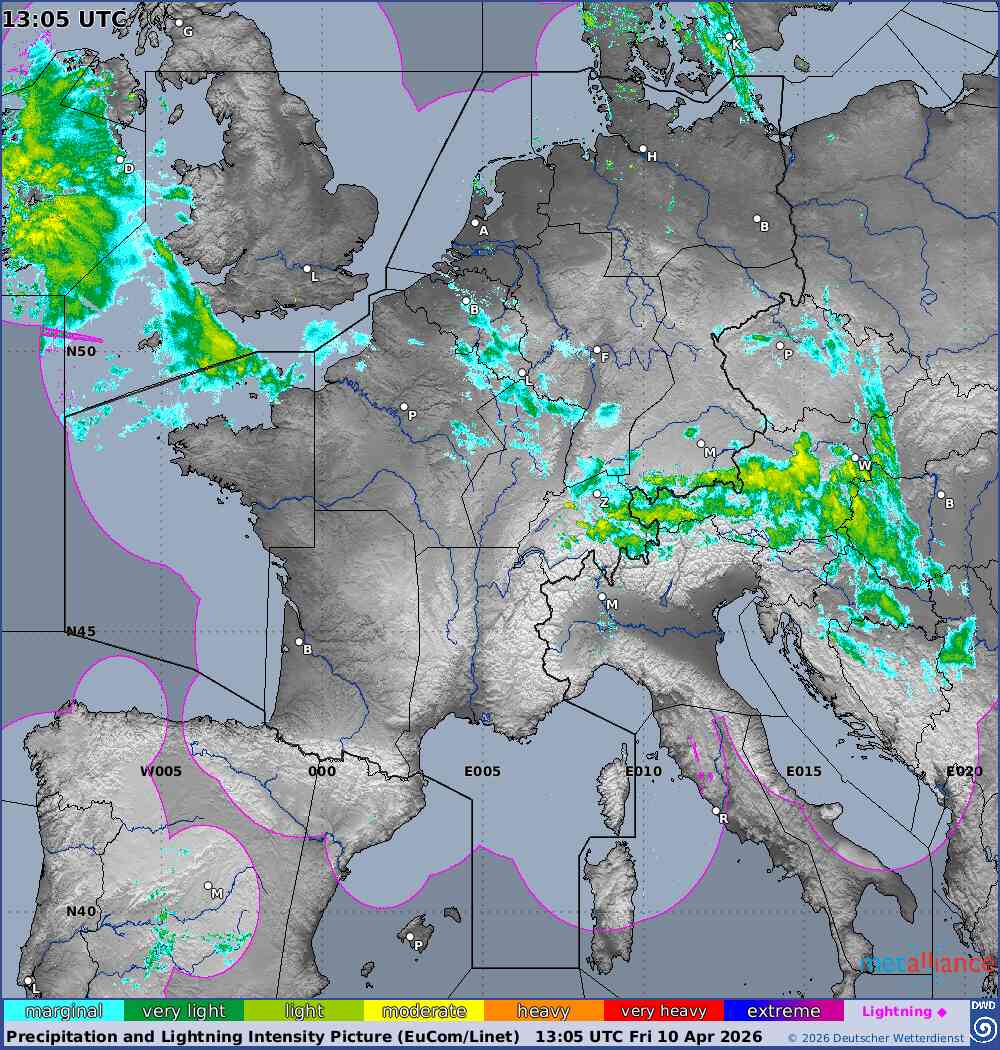 13:05 UTC
G
K
D
H
A
B
L
N50
B
F
P
P
L
M
W
Z
B
M
N45
B
W005
000
E005
E010
E015
E020
R
M
N40
P
L
metalliance
marginal very light light moderate heavy very heavy extreme Lightning ◆ DWD
Precipitation and Lightning Intensity Picture (EuCom/Linet) 13:05 UTC Fri 10 Apr 2026 © 2026 Deutscher Wetterdienst